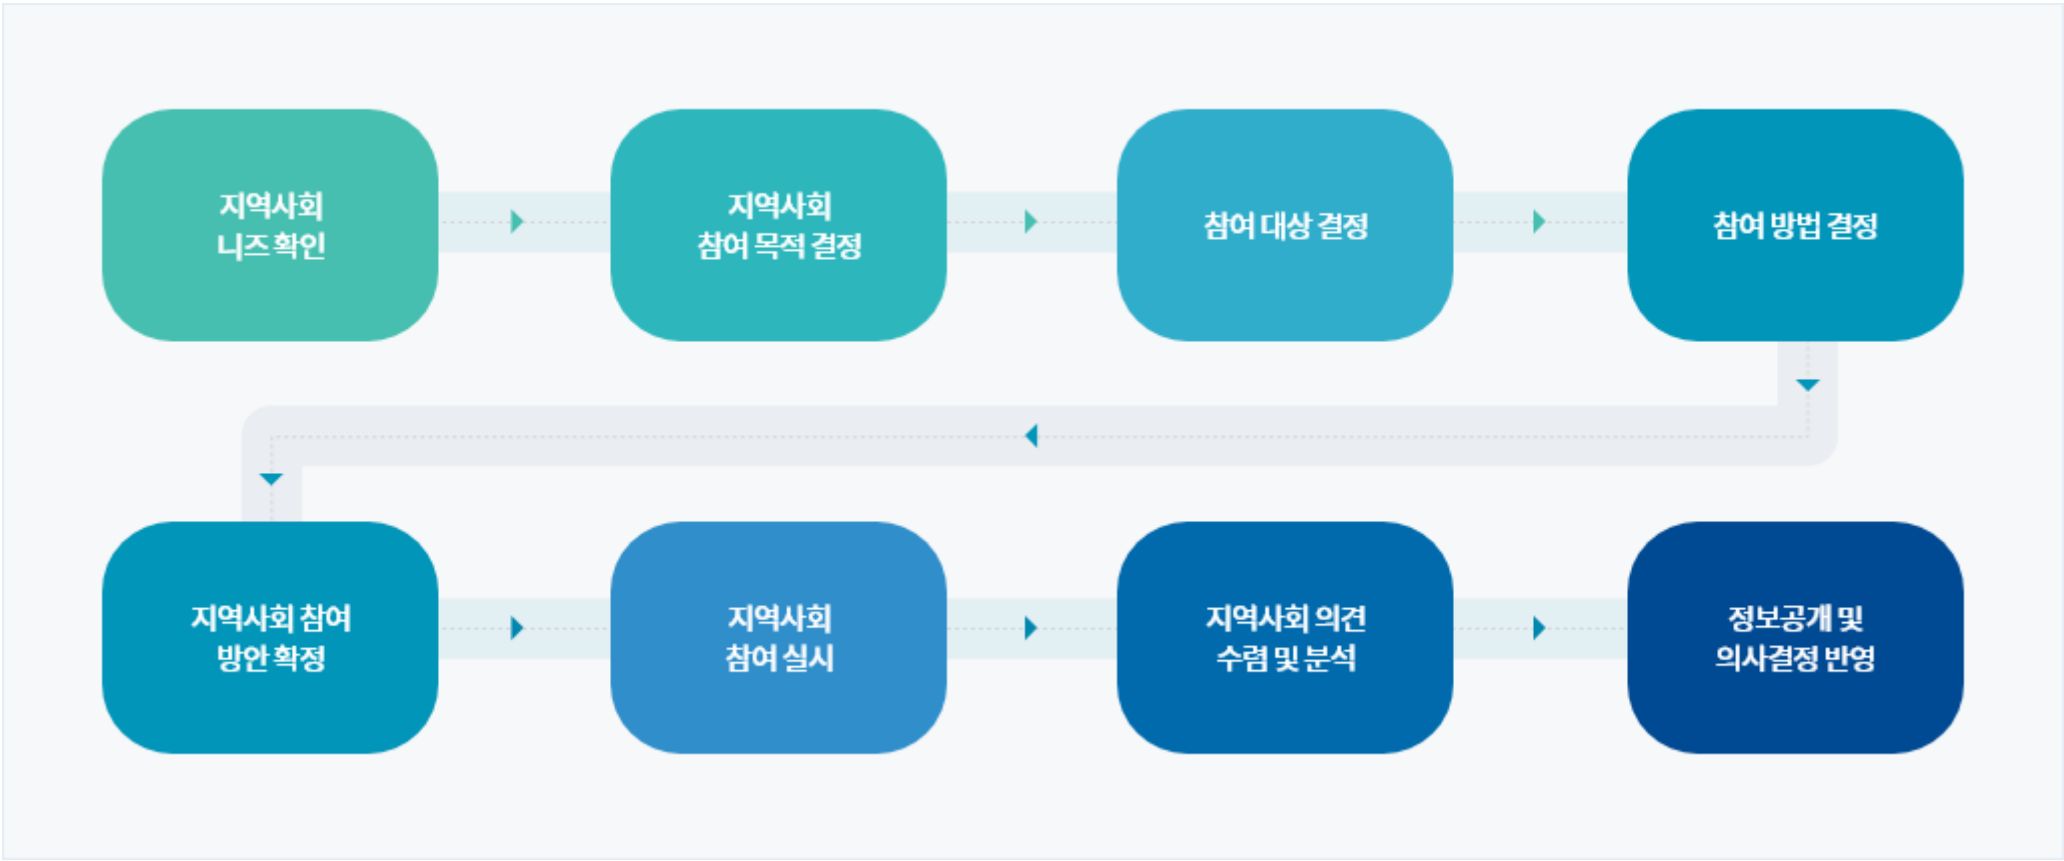 지역사회
니즈 확인
지역사회
참여 목적 결정
참여 대상 결정
참여 방법 결정
지역사회 참여
방안 확정
지역사회
참여 실시
지역사회 의견
수렴 및 분석
정보공개 및
의사결정 반영